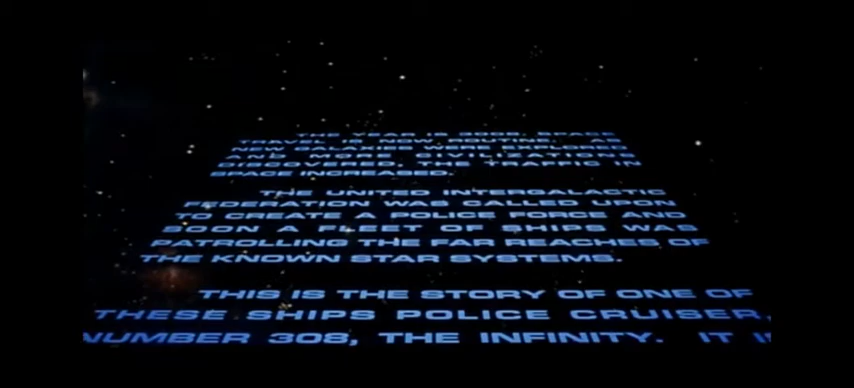 THE YEAR IS 3008. SPACE
TRAVEL IS NOW ROUTINE. AS
NEW GALAXIES WERE EXPLORED
AND MORE CIVILIZATIONS
DISCOVERED, THE TRAFFIC IN
SPACE INCREASED.
THE UNITED INTERGALACTIC
FEDERATION WAS CALLED UPON
TO CREATE A POLICE FORCE AND
SOON A FLEET OF SHIPS WAS
PATROLLING THE FAR REACHES OF
THE KNOWN STAR SYSTEMS.
THIS IS THE STORY OF ONE OF
THESE SHIPS POLICE CRUISER,
NUMBER 308, THE INFINITY. IT